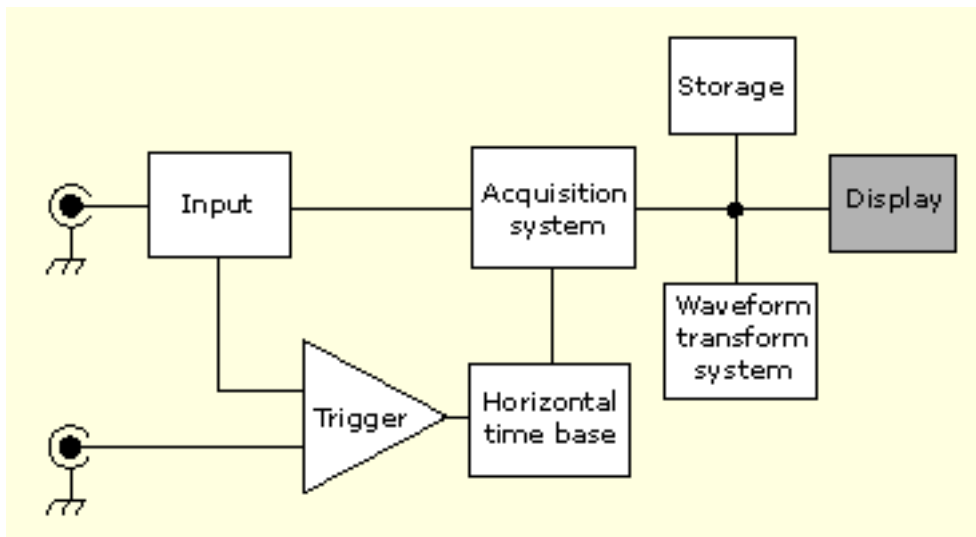 Storage
Input
Acquisition
system
Display
Waveform
transform
system
Trigger
Horizontal
time base